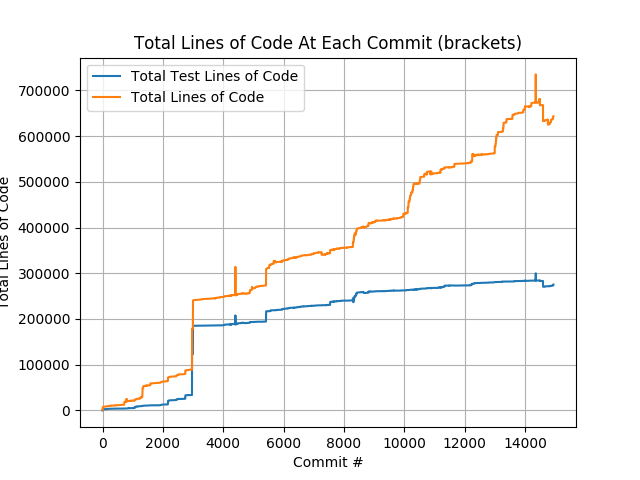 Total Lines of Code At Each Commit (brackets)
Total Test Lines of Code
Total Lines of Code
700000
600000
500000
400000
300000
200000
100000
0
Total Lines of Code
0 2000 4000 6000 8000 10000 12000 14000
Commit #